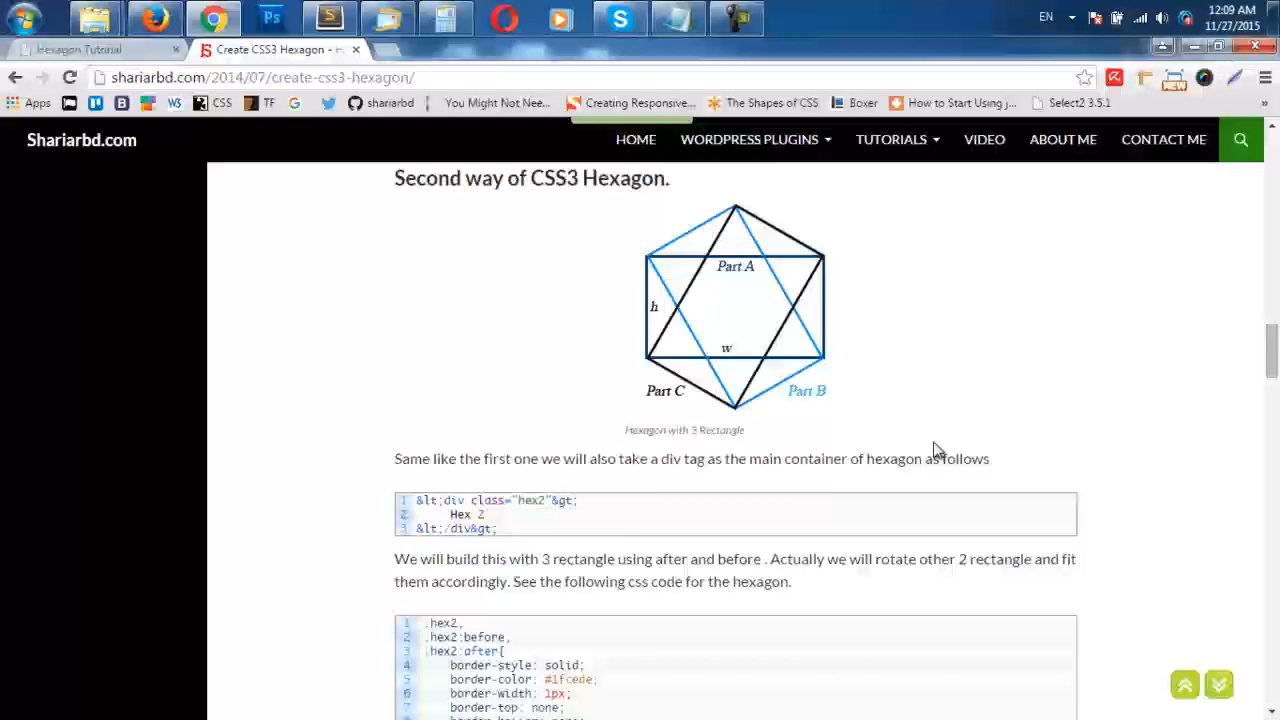 EN
12:09 AM
11/27/2015
Hexagon Tutorial
Create CSS3 Hexagon -
shariarbd.com/2014/07/create-css3-hexagon/
Apps
CSS
TF
shariarbd
You Might Not Nee...
Creating Responsive...
The Shapes of CSS
Boxer
How to Start Using j...
Select2 3.5.1
»
Shariarbd.com
HOME
WORDPRESS PLUGINS
TUTORIALS
VIDEO
ABOUT ME
CONTACT ME
Second way of CSS3 Hexagon.
Part A
h
w
Part C
Part B
Hexagon with 3 Rectangle
Same like the first one we will also take a div tag as the main container of hexagon as follows
1 &lt;div class="hex2"&gt;
2 Hex 2
3 &lt;/div&gt;
We will build this with 3 rectangle using after and before . Actually we will rotate other 2 rectangle and fit
them accordingly. See the following css code for the hexagon.
1 .hex2,
2 .hex2:before,
3 .hex2:after{
4 border-style: solid;
5 border-color: #1fcede;
6 border-width: 1px;
7 border-top: none;